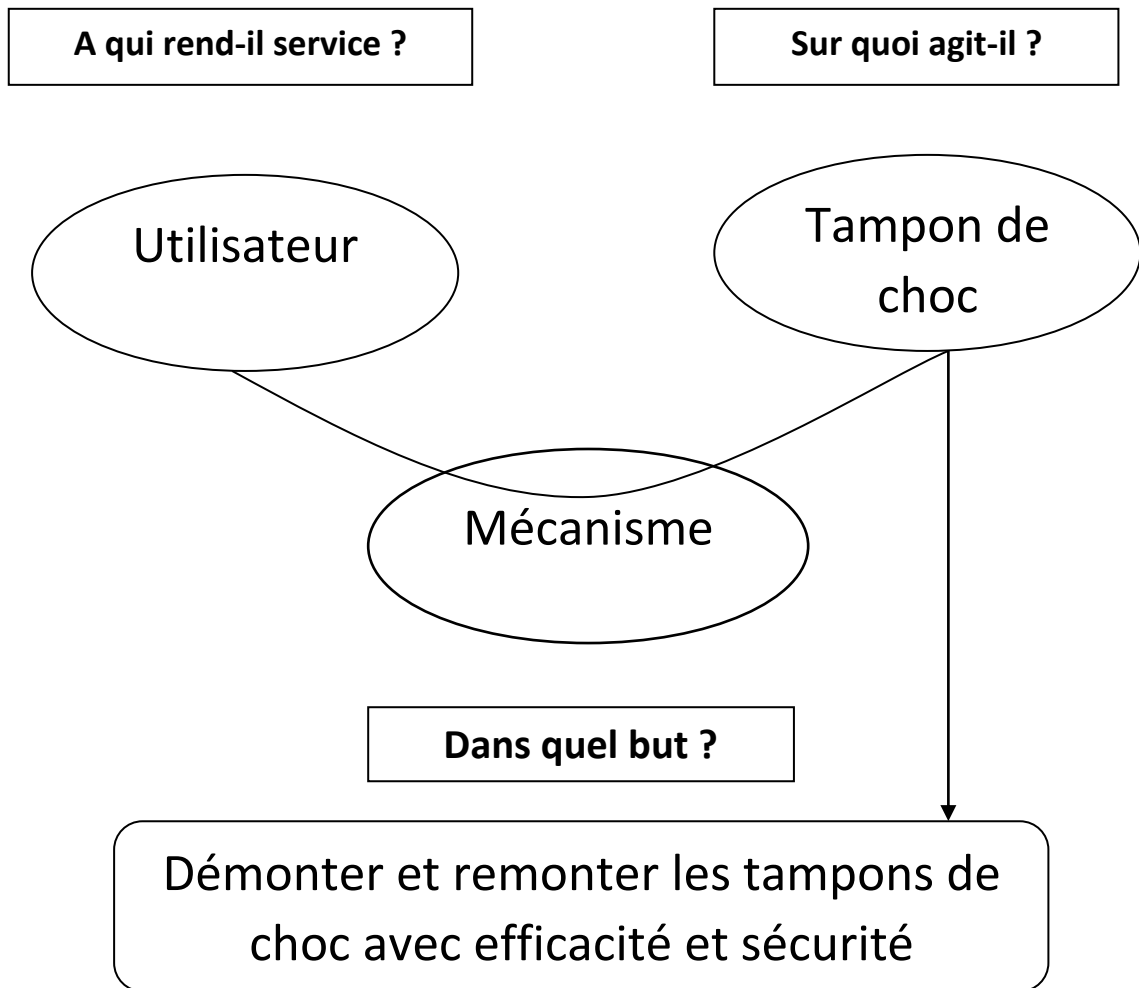 A qui rend-il service ?
Sur quoi agit-il ?
Utilisateur
Tampon de
choc
Mécanisme
Dans quel but ?
Démonter et remonter les tampons de
choc avec efficacité et sécurité